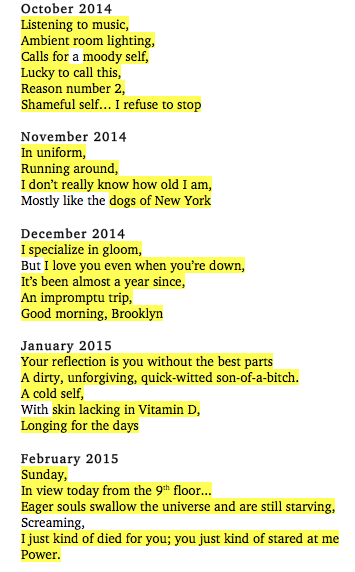 October 2014
Listening to music,
Ambient room lighting,
Calls for a moody self,
Lucky to call this,
Reason number 2,
Shameful self... I refuse to stop
November 2014
In uniform,
Running around,
I don’t really know how old I am,
Mostly like the dogs of New York
December 2014
I specialize in gloom,
But I love you even when you’re down,
It’s been almost a year since,
An impromptu trip,
Good morning, Brooklyn
January 2015
Your reflection is you without the best parts
A dirty, unforgiving, quick-witted son-of-a-bitch.
A cold self,
With skin lacking in Vitamin D,
Longing for the days
February 2015
Sunday,
In view today from the 9th floor...
Eager souls swallow the universe and are still starving,
Screaming,
I just kind of died for you; you just kind of stared at me
Power.